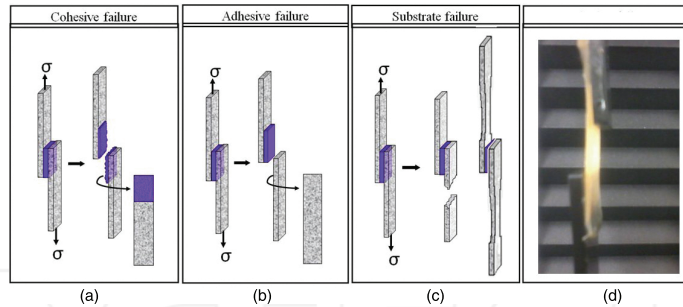 Cohesive failure
Adhesive failure
Substrate failure
σ
σ
σ
σ
σ
σ
(a)
(b)
(c)
(d)